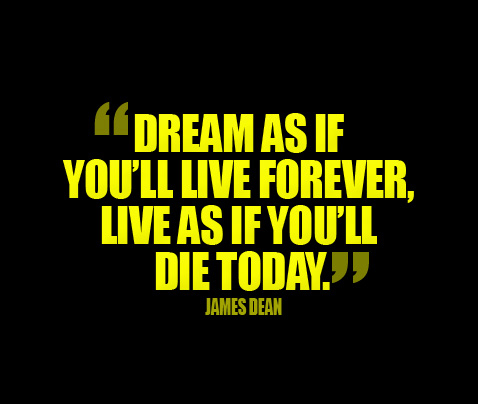 “DREAM AS IF
YOU’LL LIVE FOREVER,
LIVE AS IF YOU’LL
DIE TODAY.”
JAMES DEAN